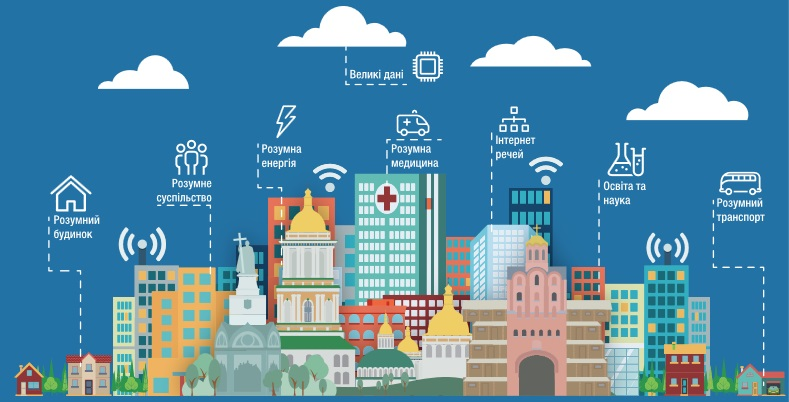 Великі дані
Розумна
енергія
Розумна
медицина
Інтернет
речей
Розумне
суспільство
Освіта та
наука
Розумний
транспорт
Розумний
будинок